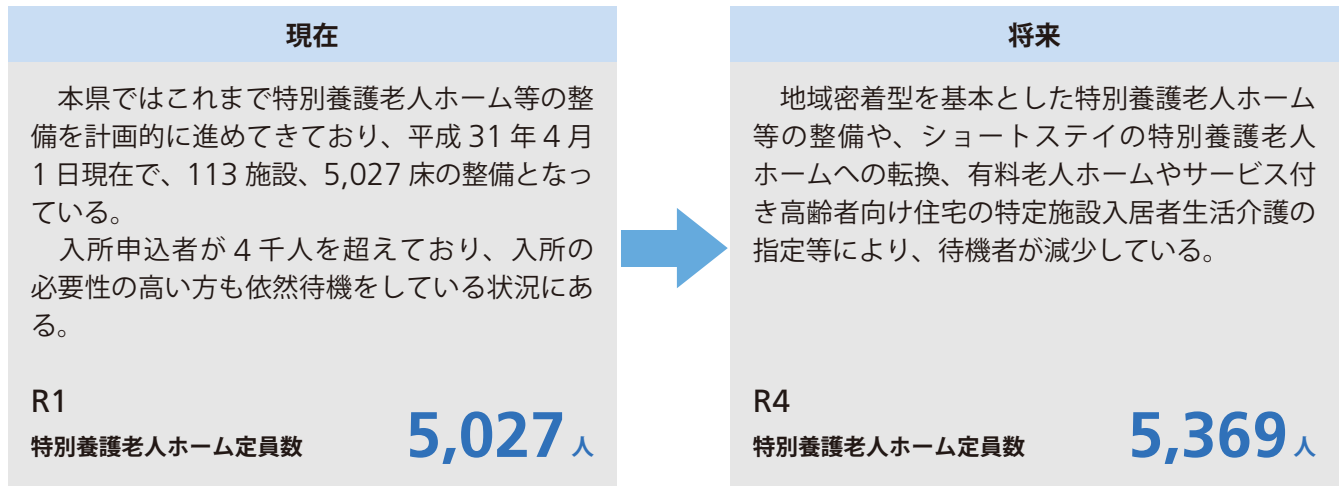 現在
　本県ではこれまで特別養護老人ホーム等の整
備を計画的に進めてきており、平成 31 年 4 月
1 日現在で、113 施設、5,027 床の整備となっ
ている。
　入所申込者が 4 千人を超えており、入所の
必要性の高い方も依然待機をしている状況にあ
る。
R1
特別養護老人ホーム定員数 5,027 人
将来
　地域密着型を基本とした特別養護老人ホーム
等の整備や、ショートステイの特別養護老人
ホームへの転換、有料老人ホームやサービス付
き高齢者向け住宅の特定施設入居者生活介護の
指定等により、待機者が減少している。
R4
特別養護老人ホーム定員数 5,369 人